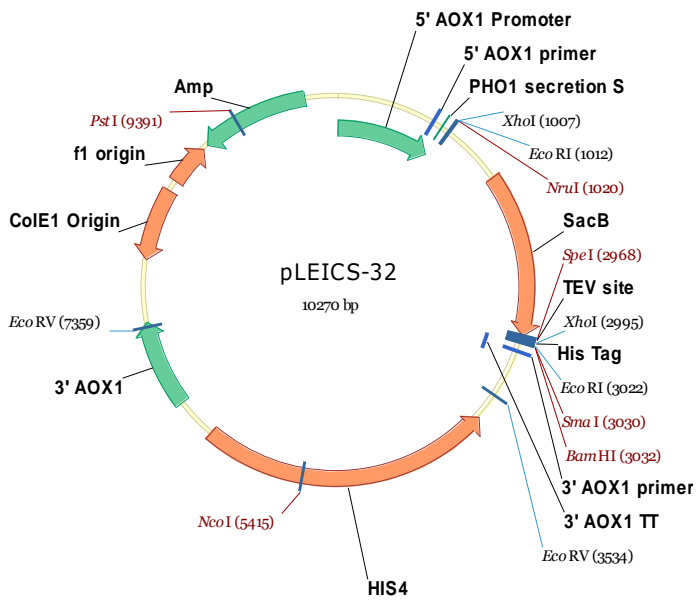 5' AOX1 Promoter
5' AOX1 primer
PHO1 secretion S
Amp
PstI (9391)
XhoI (1007)
EcoRI (1012)
f1 origin
NruI (1020)
ColE1 Origin
SacB
pLEICS-32
SpeI (2968)
10270 bp
TEV site
EcoRV (7359)
XhoI (2995)
His Tag
3' AOX1
EcoRI (3022)
SmaI (3030)
BamHI (3032)
3' AOX1 primer
NcoI (5415)
3' AOX1 TT
EcoRV (3534)
HIS4